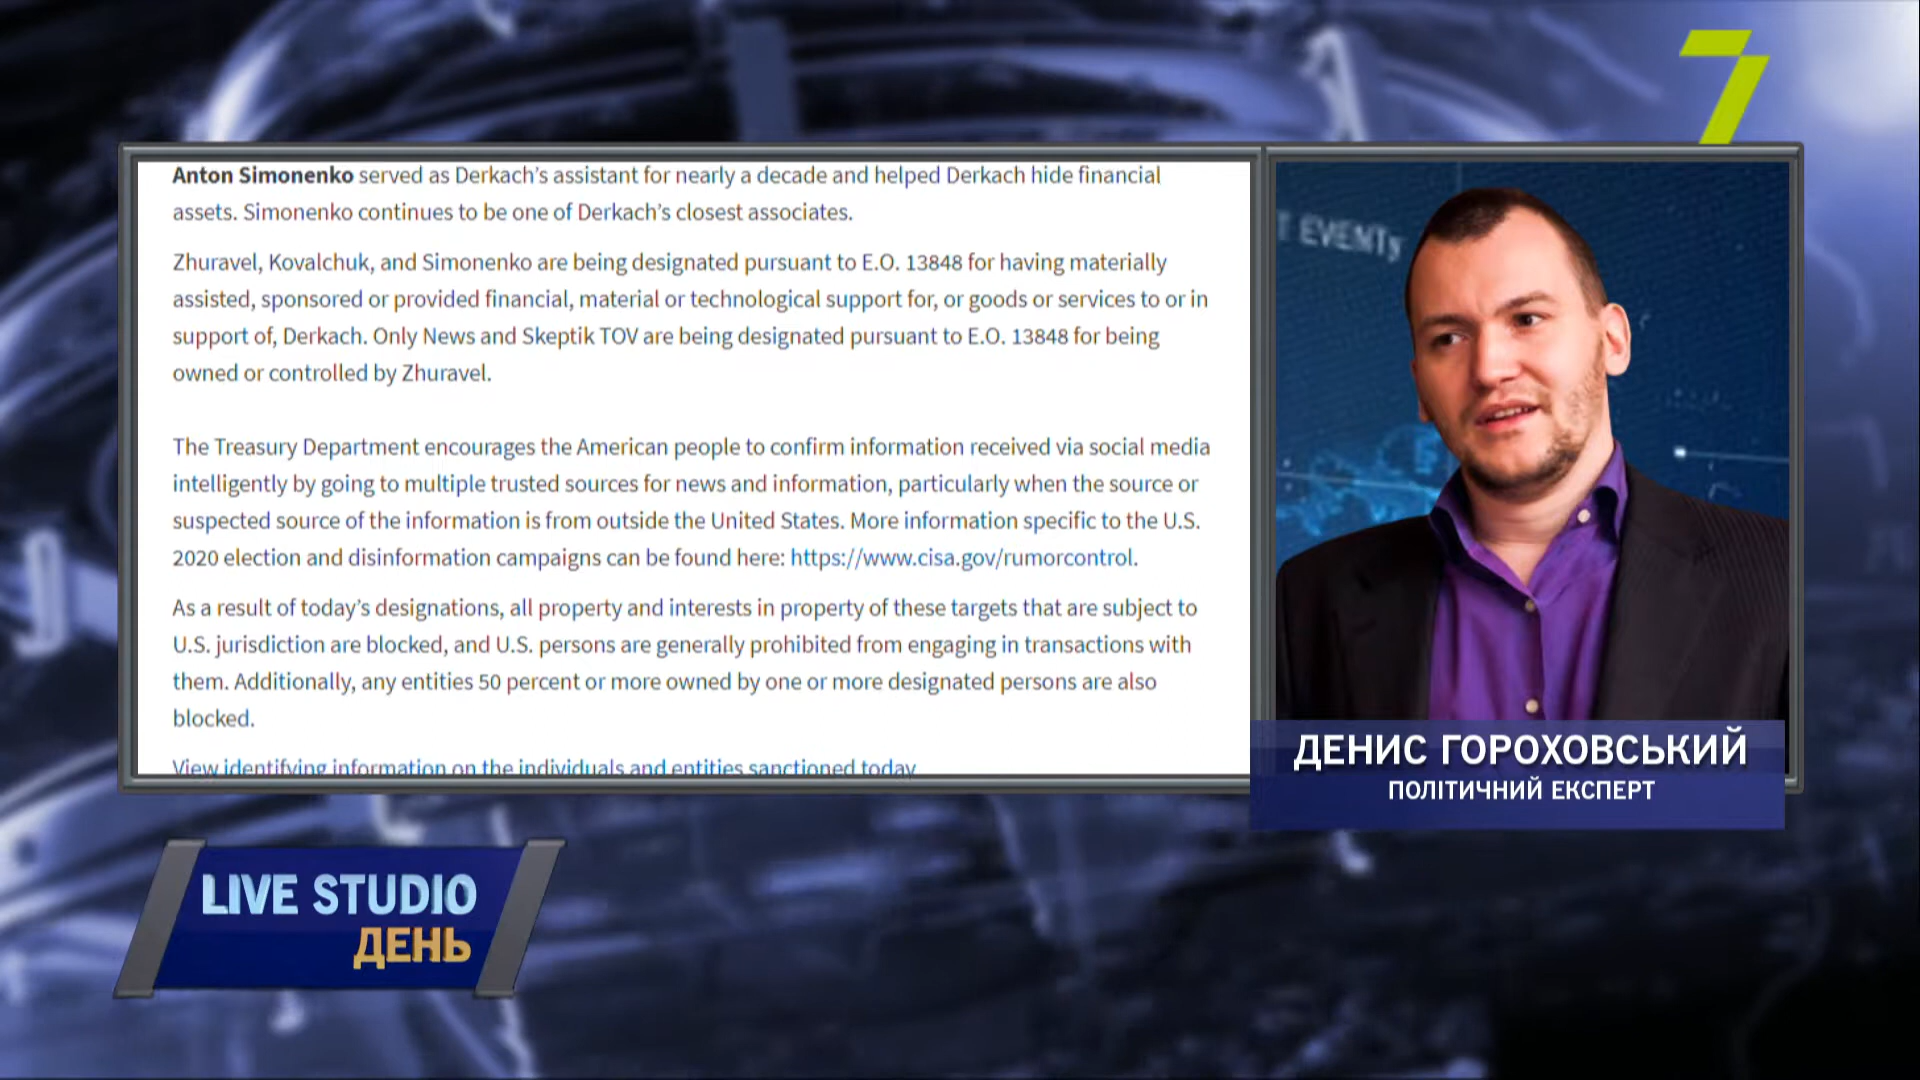 7
Anton Simonenko served as Derkach’s assistant for nearly a decade and helped Derkach hide financial
assets. Simonenko continues to be one of Derkach’s closest associates.
Zhuravel, Kovalchuk, and Simonenko are being designated pursuant to E.O. 13848 for having materially
assisted, sponsored or provided financial, material or technological support for, or goods or services to or in
support of, Derkach. Only News and Skeptik TOV are being designated pursuant to E.O. 13848 for being
owned or controlled by Zhuravel.
The Treasury Department encourages the American people to confirm information received via social media
intelligently by going to multiple trusted sources for news and information, particularly when the source or
suspected source of the information is from outside the United States. More information specific to the U.S.
2020 election and disinformation campaigns can be found here: https://www.cisa.gov/rumorcontrol.
As a result of today’s designations, all property and interests in property of these targets that are subject to
U.S. jurisdiction are blocked, and U.S. persons are generally prohibited from engaging in transactions with
them. Additionally, any entities 50 percent or more owned by one or more designated persons are also
blocked.
View identifying information on the individuals and entities sanctioned today
ДЕНИС ГОРОХОВСЬКИЙ
ПОЛІТИЧНИЙ ЕКСПЕРТ
LIVE STUDIO
ДЕНЬ